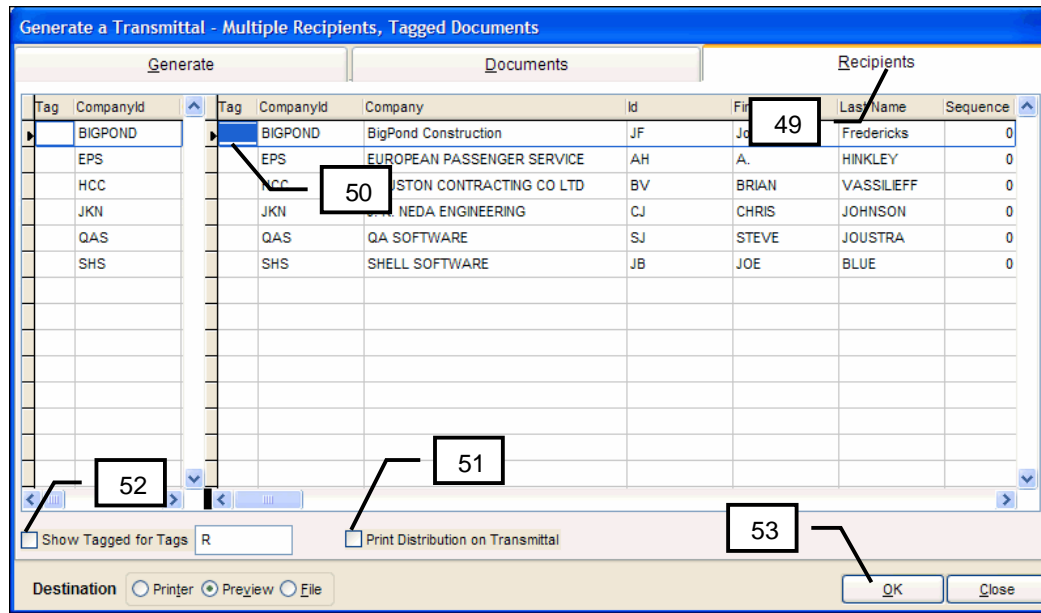 Generate a Transmittal - Multiple Recipients, Tagged Documents
Generate Documents Recipients
Tag CompanyId Tag CompanyId Company Id Last Name Sequence
49
BIGPOND BIGPOND BigPond Construction JF Fredericks 0
EPS EPS EUROPEAN PASSENGER SERVICE AH A. HINKLEY 0
50
HCC HCC CONTRACTING CO LTD BV BRIAN VASSILIEFF 0
JKN JKN NEDA ENGINEERING CJ CHRIS JOHNSON 0
QAS QAS QA SOFTWARE SJ STEVE JOUSTRA 0
SHS SHS SHELL SOFTWARE JB JOE BLUE 0
52 51
Show Tagged for Tags R Print Distribution on Transmittal 53
Destination Printer Preview File OK Close